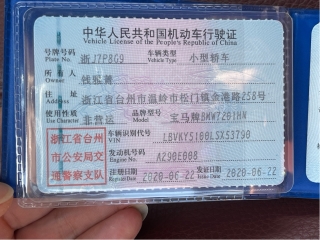 中华人民共和国机动车行驶证
Vehicle License of the People's Republic of China
号牌号码 浙J7P8G9 车辆类型 小型轿车
Plate No. Vehicle Type
所有人
Owner
住址 浙江省台州市温岭市松门镇金港路258号
Address
使用性质 非营运 品牌型号 宝马牌BMW7201HN
浙江省台州 车辆识别代号 LBVKY5100LSX53790
VIN
市公安局交 发动机号码 A290E808
Engine No.
通警察支队 注册日期 2020-06-22 发证日期 2020-06-22
Register Date Issue Date